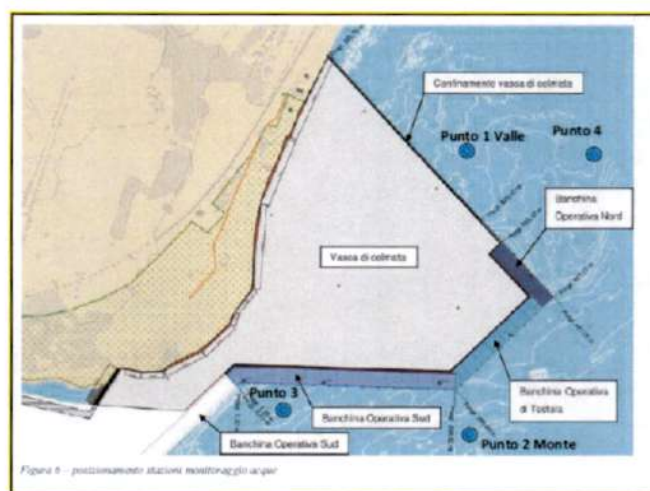 Confinamento vasca di colmata
Punto 1 Valle
Punto 4
Banchina
Operativa Nord
Vasca di colmata
Banchina Operativa
di Testata
Punto 3
Banchina Operativa Sud
Banchina Operativa Sud
Punto 2 Monte
Figura 6 – posizionamento stazioni monitoraggio acque